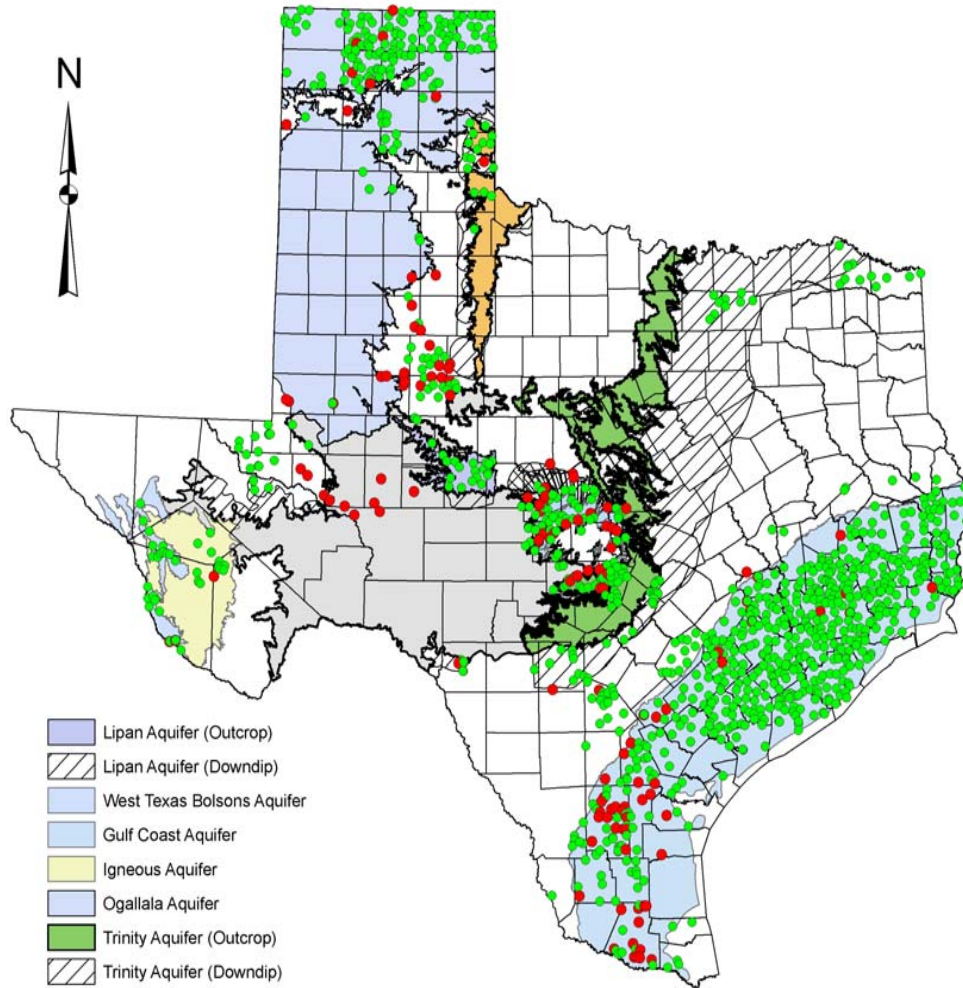 N
Lipan Aquifer (Outcrop)
Lipan Aquifer (Downdip)
West Texas Bolsons Aquifer
Gulf Coast Aquifer
Igneous Aquifer
Ogallala Aquifer
Trinity Aquifer (Outcrop)
Trinity Aquifer (Downdip)